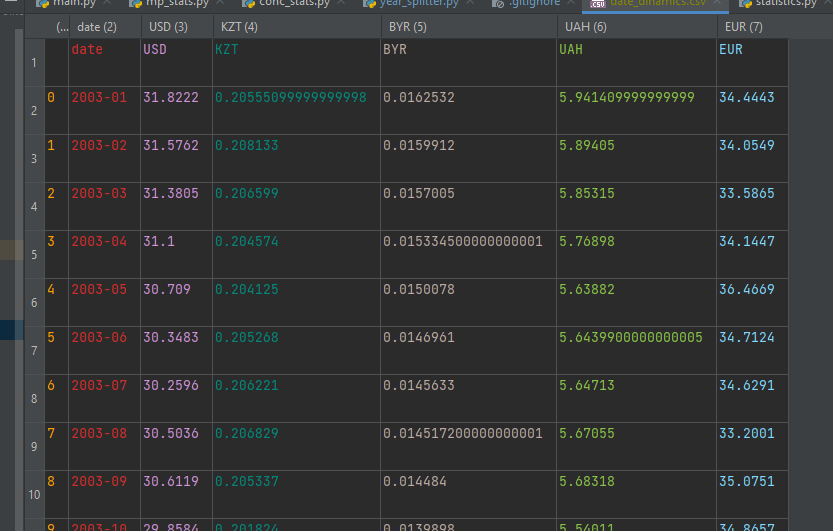 main.py mp_stats.py conc_stats.py year_splitter.py .gitignore date_dinamics.csv statistics.py
(... date (2) USD (3) KZT (4) BYR (5) UAH (6) EUR (7)
1 date USD KZT BYR UAH EUR
2 0 2003-01 31.8222 0.20555099999999998 0.0162532 5.941409999999999 34.4443
3 1 2003-02 31.5762 0.208133 0.0159912 5.89405 34.0549
4 2 2003-03 31.3805 0.206599 0.0157005 5.85315 33.5865
5 3 2003-04 31.1 0.204574 0.015334500000000001 5.76898 34.1447
6 4 2003-05 30.709 0.204125 0.0150078 5.63882 36.4669
7 5 2003-06 30.3483 0.205268 0.0146961 5.6439900000000005 34.7124
8 6 2003-07 30.2596 0.206221 0.0145633 5.64713 34.6291
9 7 2003-08 30.5036 0.206829 0.014517200000000001 5.67055 33.2001
10 8 2003-09 30.6119 0.205337 0.014484 5.68318 35.0751
9 2003-10 29.8584 0.201824 0.0139898 5.54011 34.8657